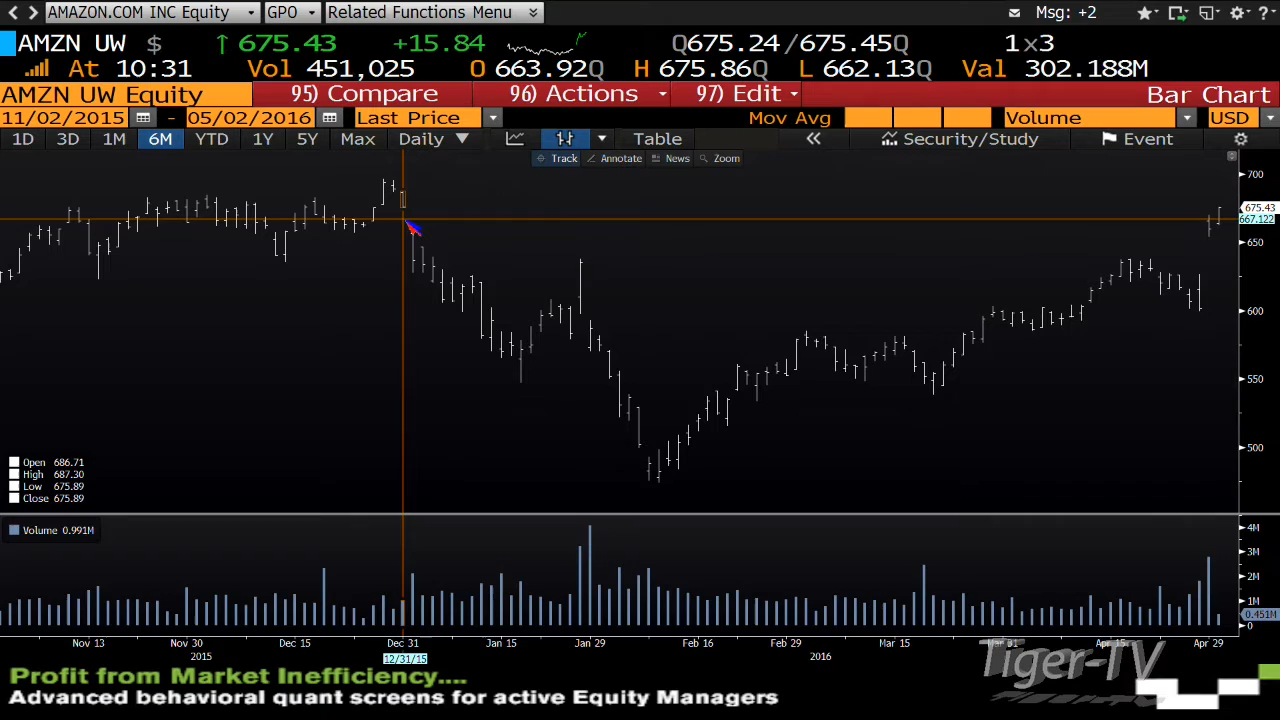 AMAZON.COM INC Equity GPO Related Functions Menu Msg: +2
AMZN UW $ ↑ 675.43 +15.84 Q675.24/675.45Q 1x3
At 10:31 Vol 451,025 O 663.92Q H 675.86Q L 662.13Q Val 302.188M
AMZN UW Equity 95) Compare 96) Actions 97) Edit Bar Chart
11/02/2015 - 05/02/2016 Last Price Mov Avg Volume USD
1D 3D 1M 6M YTD 1Y 5Y Max Daily ▼ Table « Security/Study Event
Track Annotate News Zoom
700
675.43
667.122
650
600
550
500
Open 686.71
High 687.30
Low 675.89
Close 675.89
Volume 0.991M
4M
3M
2M
1M
0.451M
0
Nov 13 Nov 30 Dec 15 Dec 31 Jan 15 Jan 29 Feb 16 Feb 29 Mar 15 Mar 31 Apr 15 Apr 29
2015 12/31/15 2016
Profit from Market Inefficiency....
Advanced behavioral quant screens for active Equity Managers
Tiger-TV